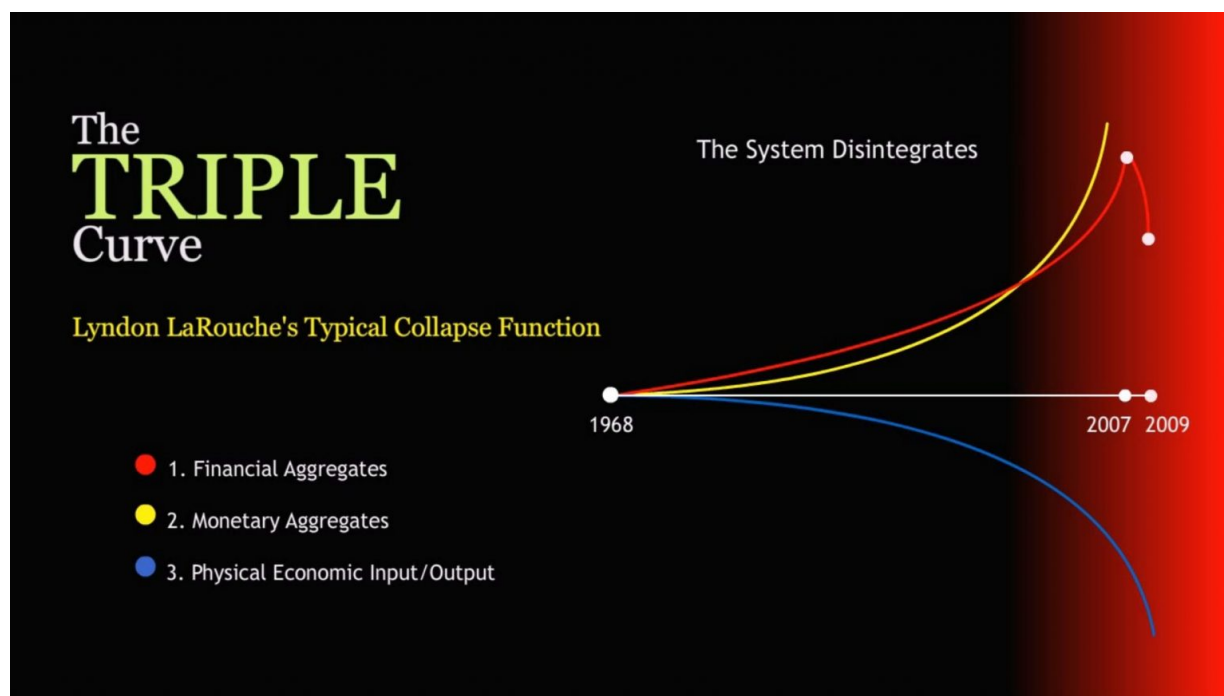 The
TRIPLE
Curve
Lyndon LaRouche's Typical Collapse Function
1. Financial Aggregates
2. Monetary Aggregates
3. Physical Economic Input/Output
The System Disintegrates
1968
2007
2009